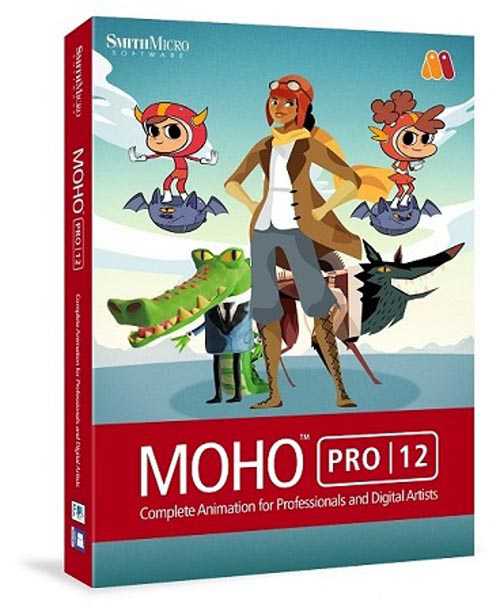 SMITH MICRO
SOFTWARE
MOHO™ PRO | 12
Complete Animation for Professionals and Digital Artists
SMITH MICRO
SOFTWARE
MOHO PRO | 12
Complete Animation for Professionals and Digital Artists